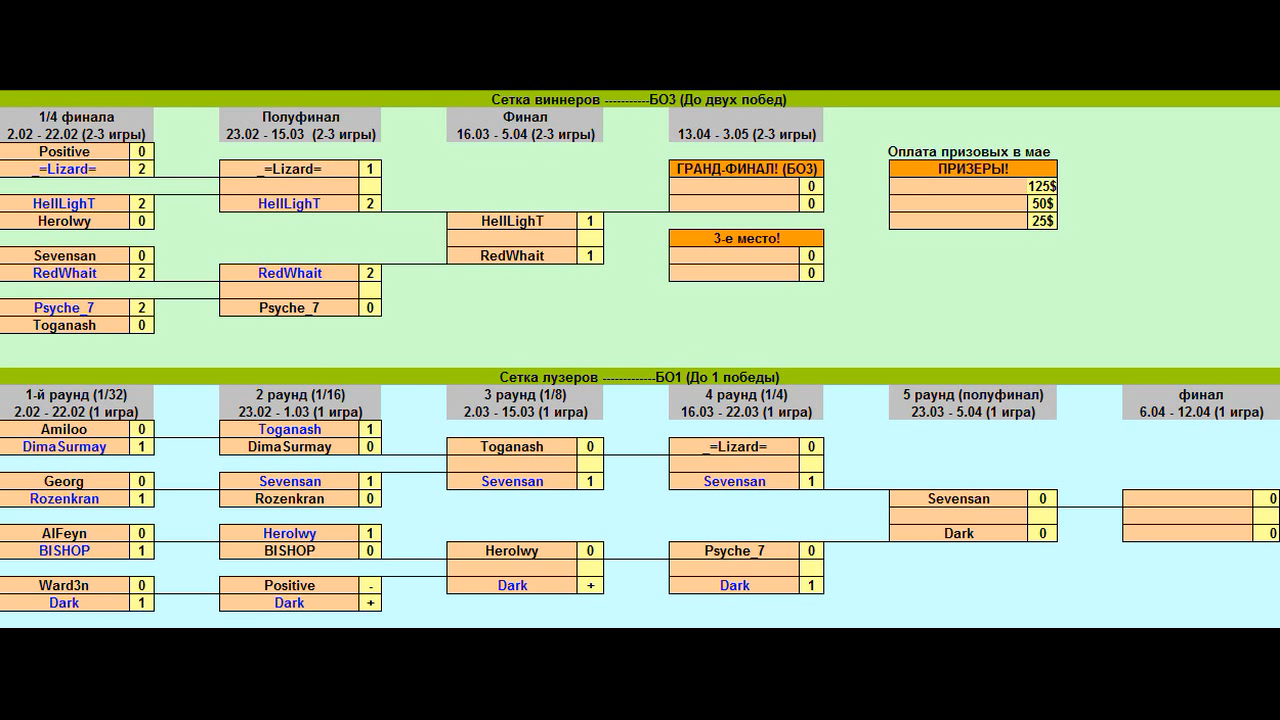 Сетка виннеров -----------БО3 (До двух побед)
1/4 финала
2.02 - 22.02 (2-3 игры)
Полуфинал
23.02 - 15.03 (2-3 игры)
Финал
16.03 - 5.04 (2-3 игры)
13.04 - 3.05 (2-3 игры)
Positive 0
_=Lizard= 2
HellLighT 2
Herolwy 0
Sevensan 0
RedWhait 2
Psyche_7 2
Toganash 0
_=Lizard= 1
HellLighT 2
RedWhait 2
Psyche_7 0
HellLighT 1
RedWhait 1
ГРАНД-ФИНАЛ! (БО3)
0
0
3-е место!
0
0
Оплата призовых в мае
ПРИЗЕРЫ!
125$
50$
25$
Сетка лузеров -------------БО1 (До 1 победы)
1-й раунд (1/32)
2.02 - 22.02 (1 игра)
2 раунд (1/16)
23.02 - 1.03 (1 игра)
3 раунд (1/8)
2.03 - 15.03 (1 игра)
4 раунд (1/4)
16.03 - 22.03 (1 игра)
5 раунд (полуфинал)
23.03 - 5.04 (1 игра)
финал
6.04 - 12.04 (1 игра)
Amiloo 0
DimaSurmay 1
Georg 0
Rozenkran 1
AlFeyn 0
BISHOP 1
Ward3n 0
Dark 1
Toganash 1
DimaSurmay 0
Sevensan 1
Rozenkran 0
Herolwy 1
BISHOP 0
Positive -
Dark +
Toganash 0
Sevensan 1
Herolwy 0
Dark +
_=Lizard= 0
Sevensan 1
Psyche_7 0
Dark 1
Sevensan 0
Dark 0
0
0